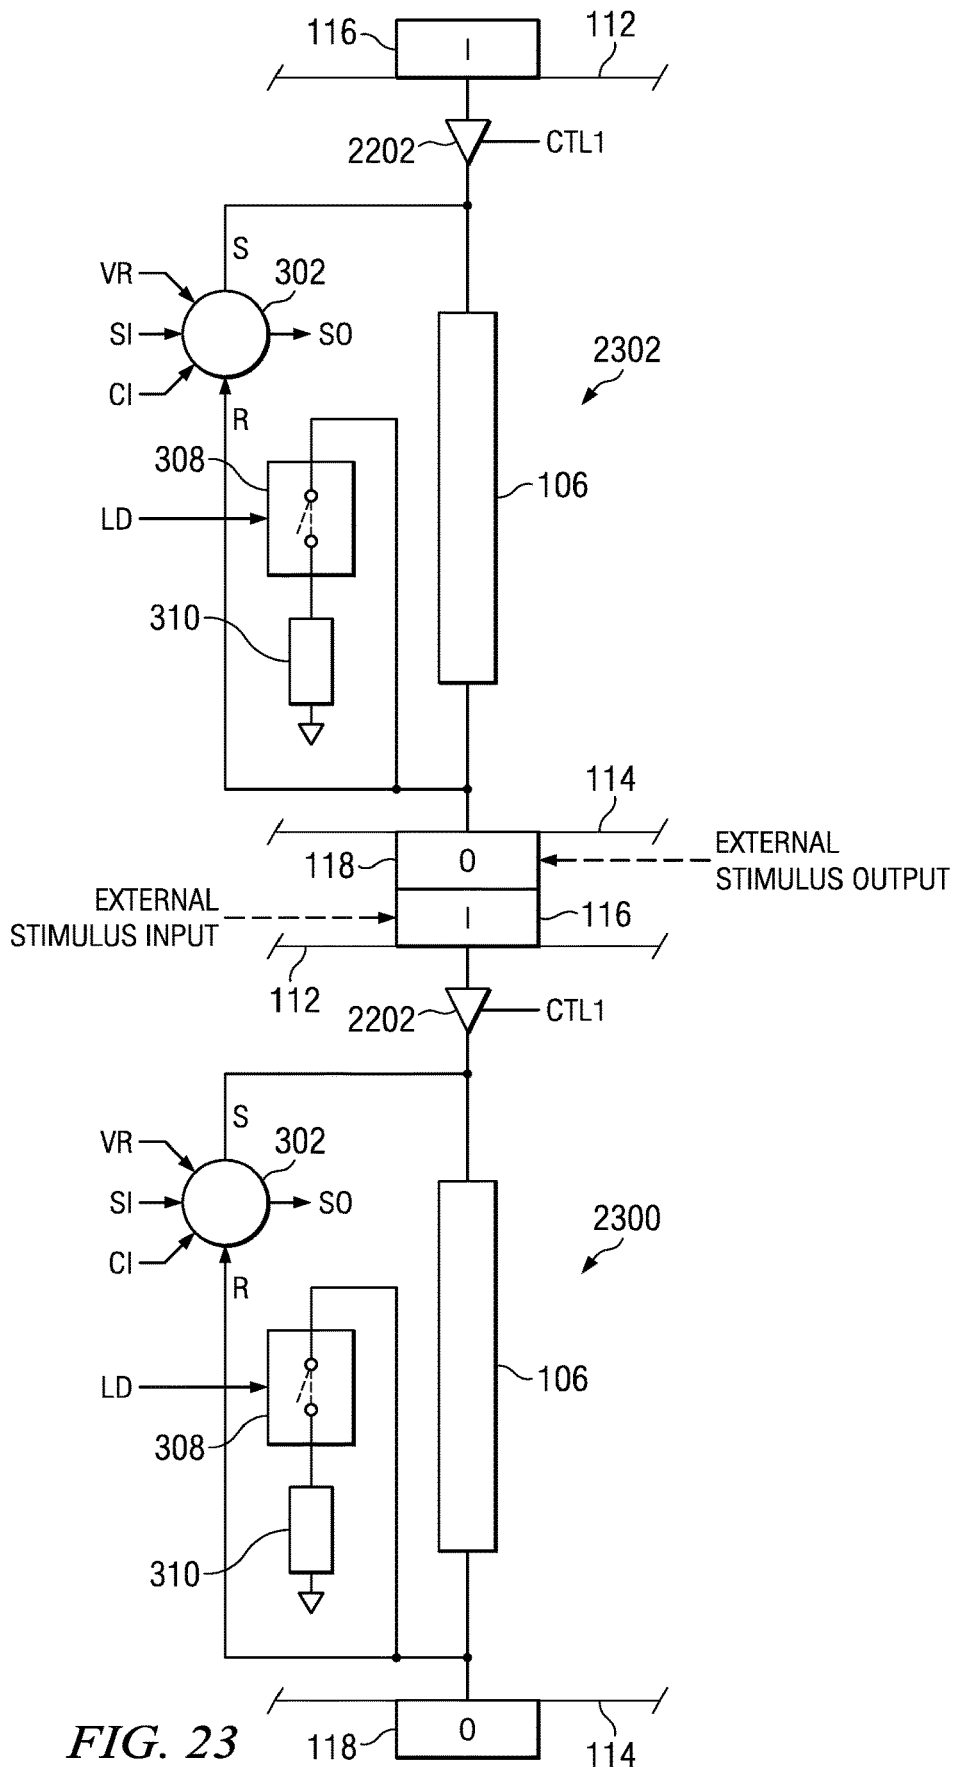 116
I
112
2202
CTL1
S
VR
302
SI
SO
CI
2302
R
308
106
LD
310
114
118
O
EXTERNAL
STIMULUS OUTPUT
EXTERNAL
STIMULUS INPUT
I
116
112
2202
CTL1
S
VR
302
SI
SO
CI
2300
R
LD
106
308
310
FIG. 23
118
O
114